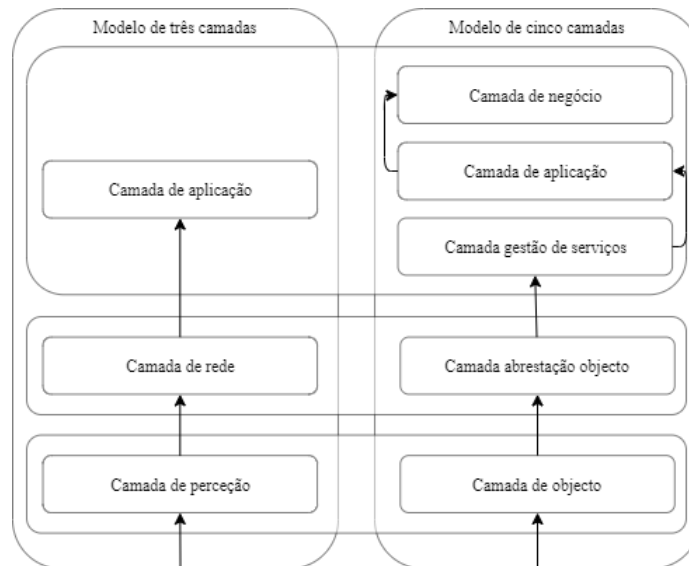 Modelo de três camadas
Modelo de cinco camadas
Camada de negócio
Camada de aplicação
Camada de aplicação
Camada gestão de serviços
Camada de rede
Camada abrestação objecto
Camada de perceção
Camada de objecto